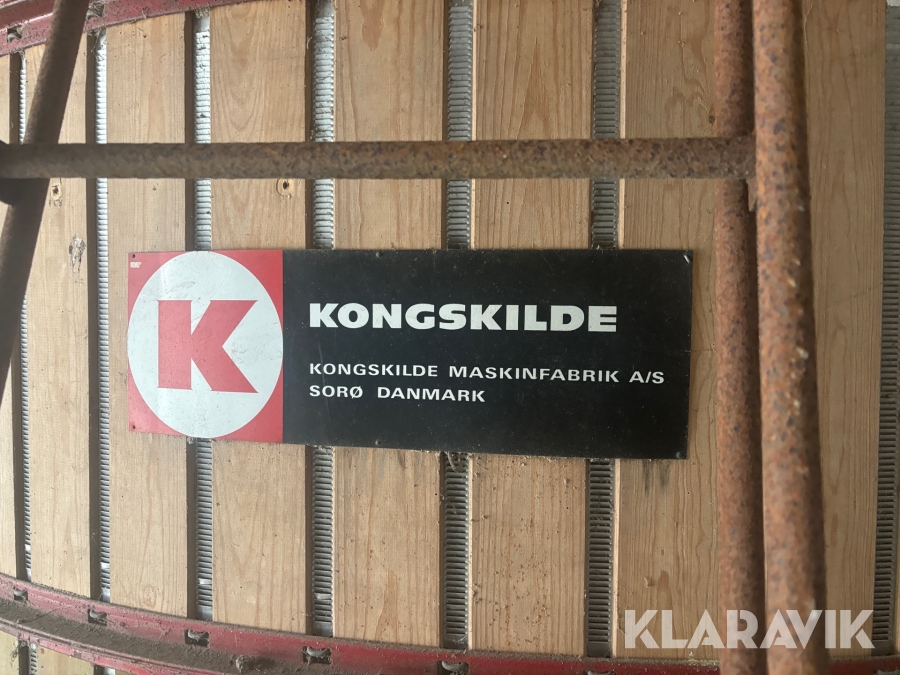 K
KONGSKILDE
KONGSKILDE MASKINFABRIK A/S
SORØ DANMARK
KLARAVIK